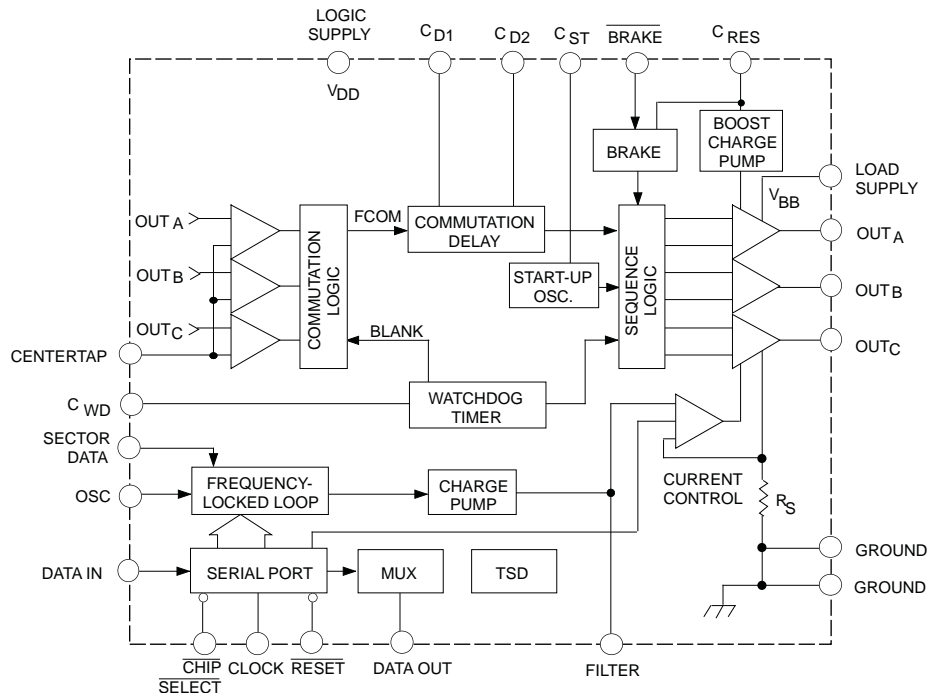 LOGIC
SUPPLY
C D1
C D2
C ST
BRAKE
C RES
V DD
BRAKE
BOOST
CHARGE
PUMP
LOAD
SUPPLY
V BB
OUT A
FCOM
COMMUTATION
DELAY
OUT A
OUT B
COMMUTATION
LOGIC
START-UP
OSC.
SEQUENCE
LOGIC
OUT B
OUT C
BLANK
OUT C
CENTERTAP
C WD
WATCHDOG
TIMER
SECTOR
DATA
OSC
FREQUENCY-
LOCKED LOOP
CHARGE
PUMP
CURRENT
CONTROL
R S
DATA IN
SERIAL PORT
MUX
TSD
GROUND
GROUND
CHIP
SELECT
CLOCK
RESET
DATA OUT
FILTER